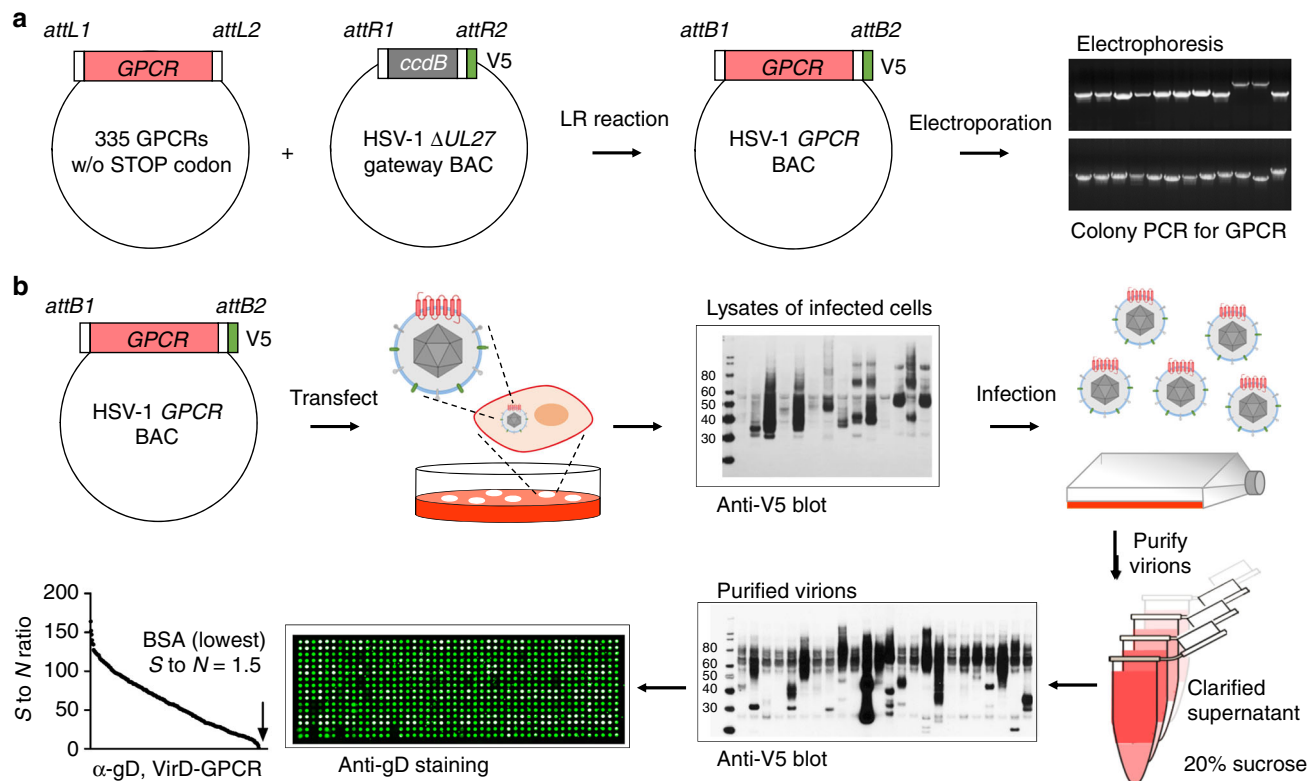 a
attL1 attL2
GPCR
335 GPCRs
w/o STOP codon
+
attR1 attR2
ccdB V5
HSV-1 ΔUL27
gateway BAC
LR reaction
attB1 attB2
GPCR V5
HSV-1 GPCR
BAC
Electroporation
Electrophoresis
Colony PCR for GPCR
b
attB1 attB2
GPCR V5
HSV-1 GPCR
BAC
Transfect
Lysates of infected cells
80
60
50
40
30
Anti-V5 blot
Infection
Purify
virions
Clarified
supernatant
20% sucrose
Purified virions
80
60
50
40
30
Anti-V5 blot
Anti-gD staining
S to N ratio
200
150
100
50
0
BSA (lowest)
S to N = 1.5
α-gD, VirD-GPCR